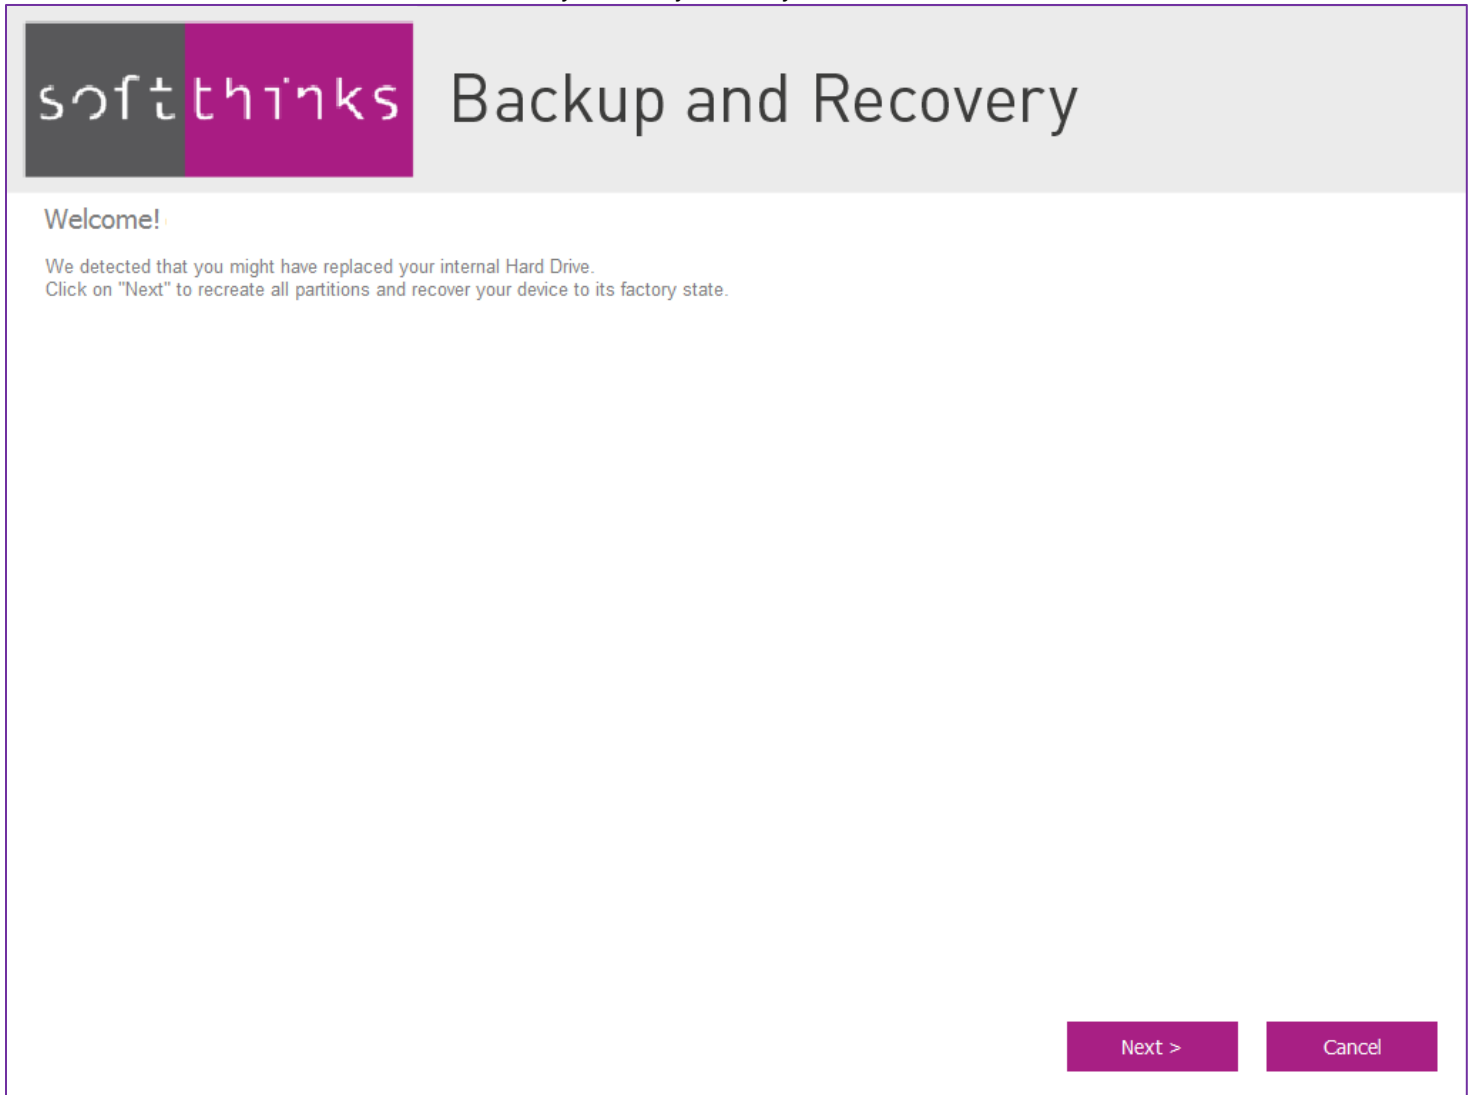 softthinks
Backup and Recovery
Welcome!
We detected that you might have replaced your internal Hard Drive.
Click on "Next" to recreate all partitions and recover your device to its factory state.
Next >
Cancel